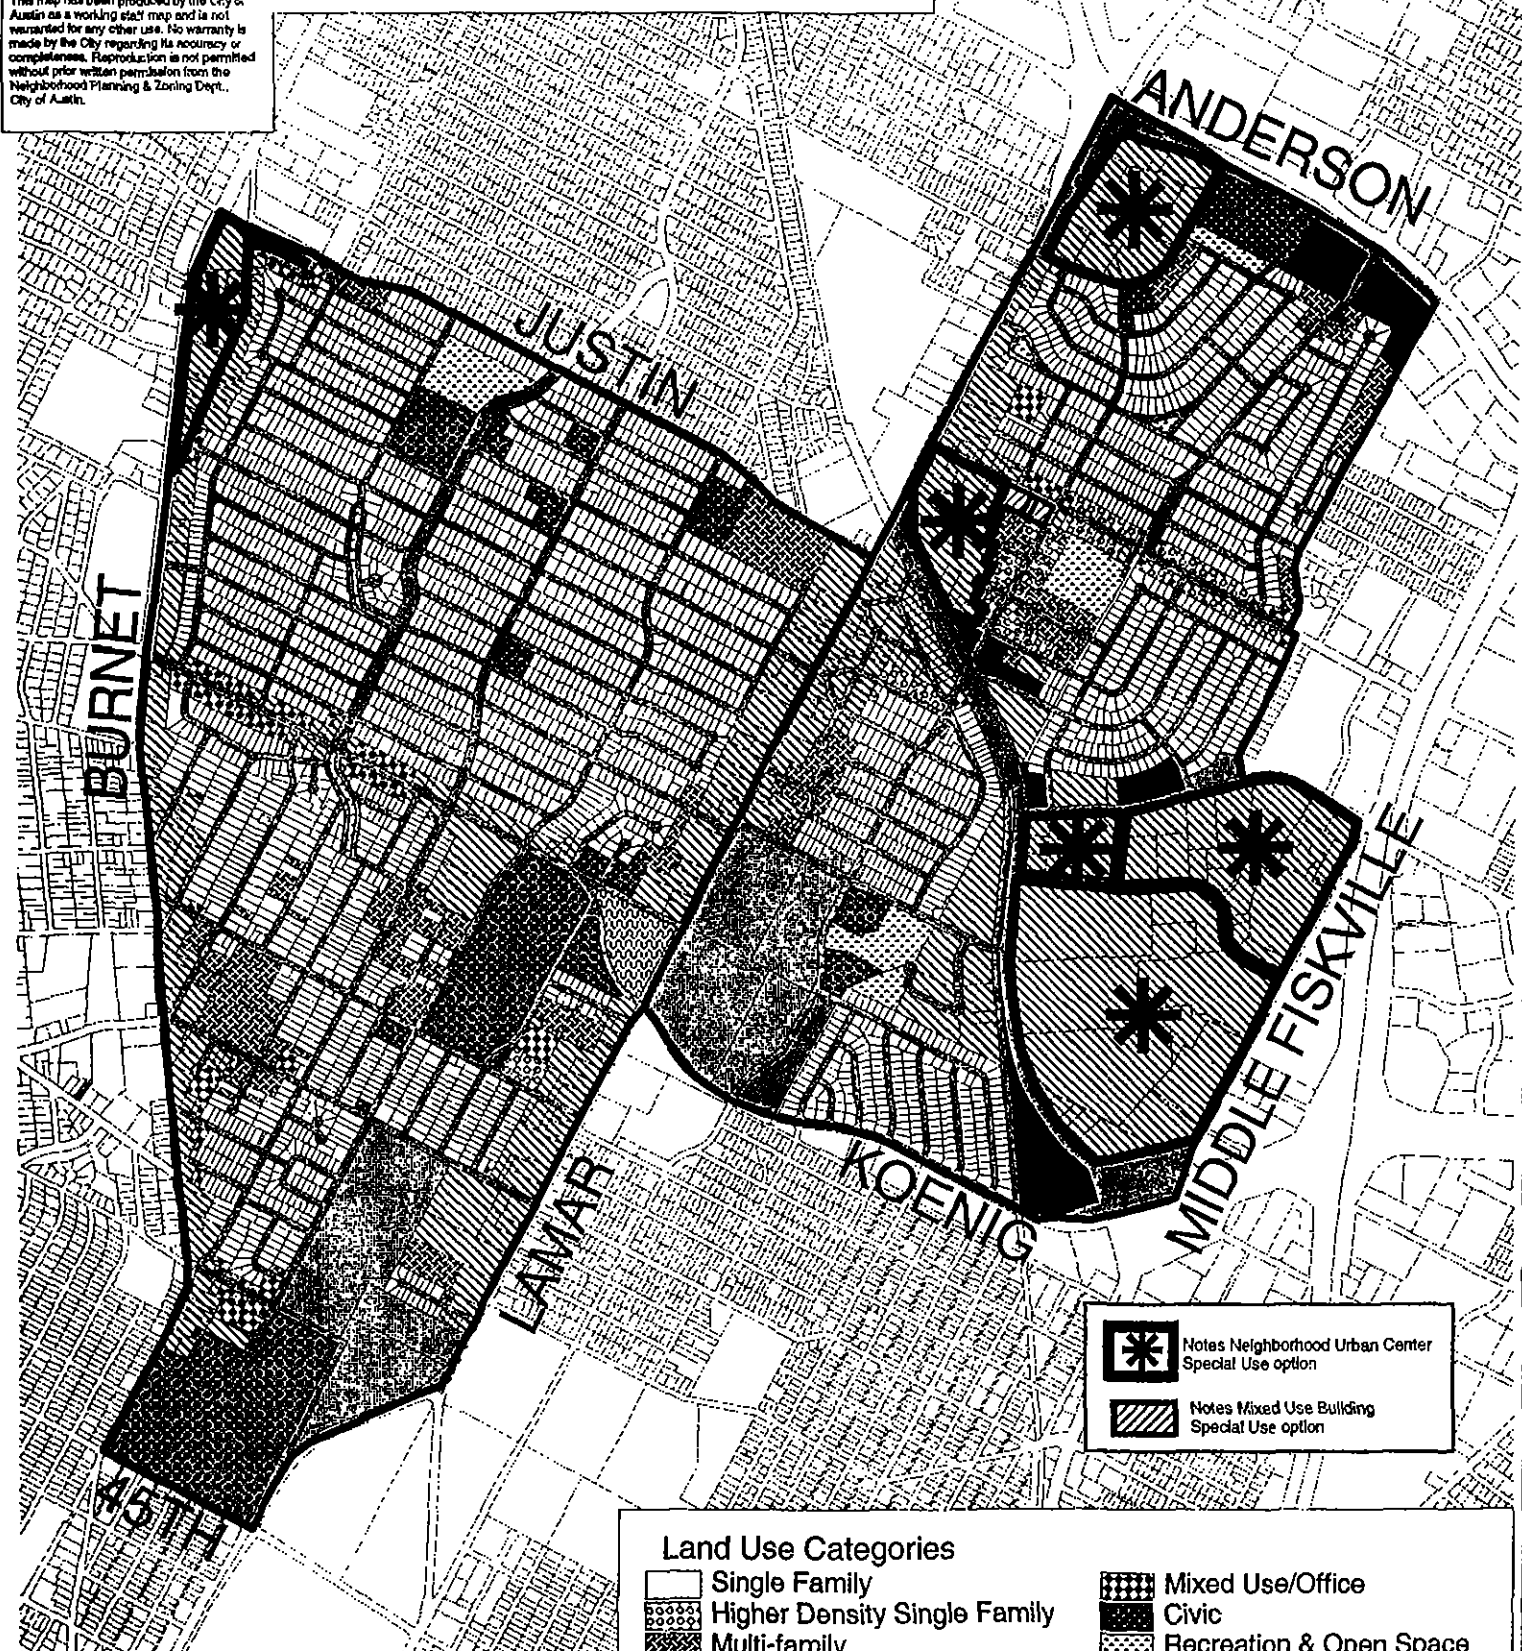 This map has been produced by the City of
Austin as a working staff map and is not
warranted for any other use. No warranty is
made by the City regarding its accuracy or
completeness. Reproduction is not permitted
without prior written permission from the
Neighborhood Planning & Zoning Dept.,
City of Austin.
ANDERSON
JUSTIN
BURNET
MIDDLE FISKVILLE
KOENIG
LAMAR
45TH
Notes Neighborhood Urban Center
Special Use option
Notes Mixed Use Building
Special Use option
Land Use Categories
Single Family
Higher Density Single Family
Multi-family
Mixed Use/Office
Civic
Recreation & Open Space